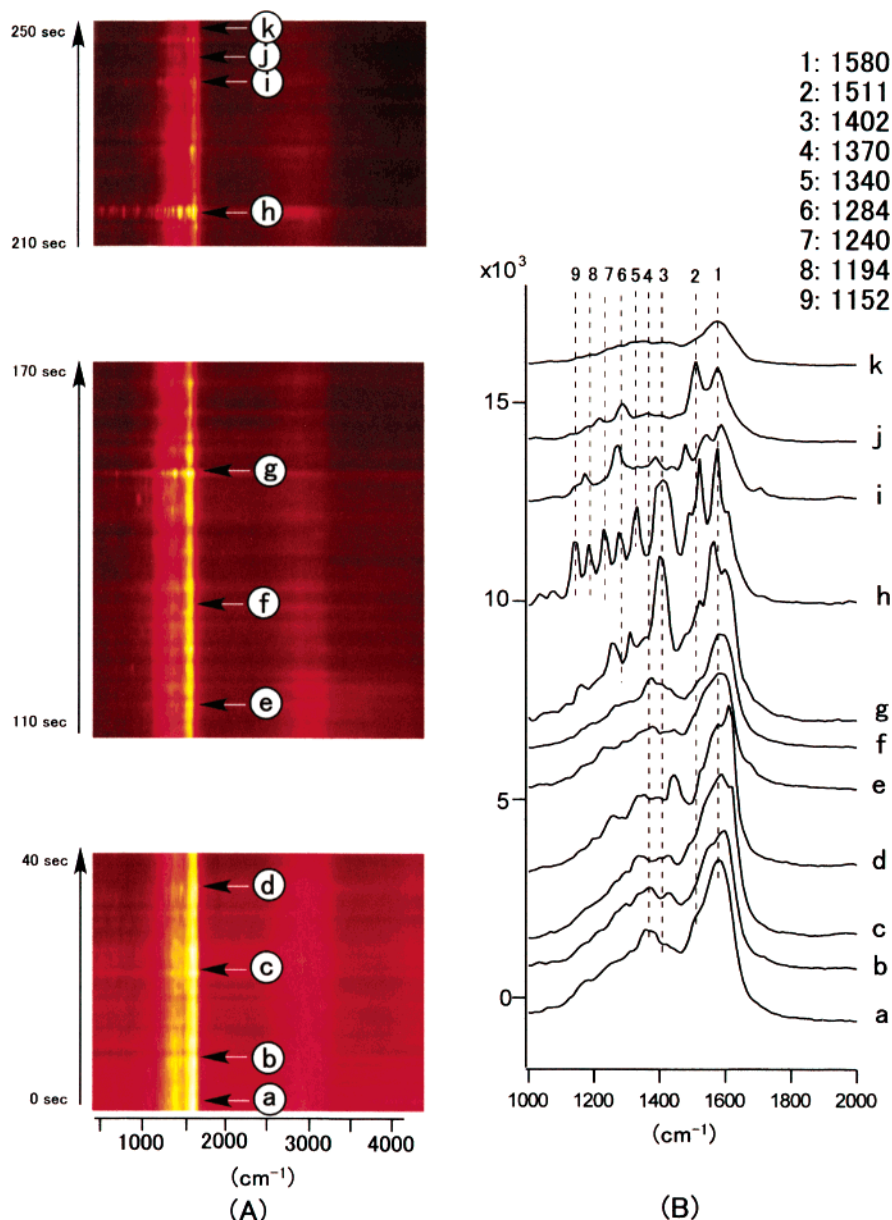 250 sec
k
j
i
h
210 sec
170 sec
g
f
e
110 sec
40 sec
d
c
b
a
0 sec
1000 2000 3000 4000
(cm⁻¹)
(A)
1: 1580
2: 1511
3: 1402
4: 1370
5: 1340
6: 1284
7: 1240
8: 1194
9: 1152
x10³
9 8 7 6 5 4 3 2 1
k
15
j
i
10
h
g
f
e
5
d
c
b
0
a
1000 1200 1400 1600 1800 2000
(cm⁻¹)
(B)